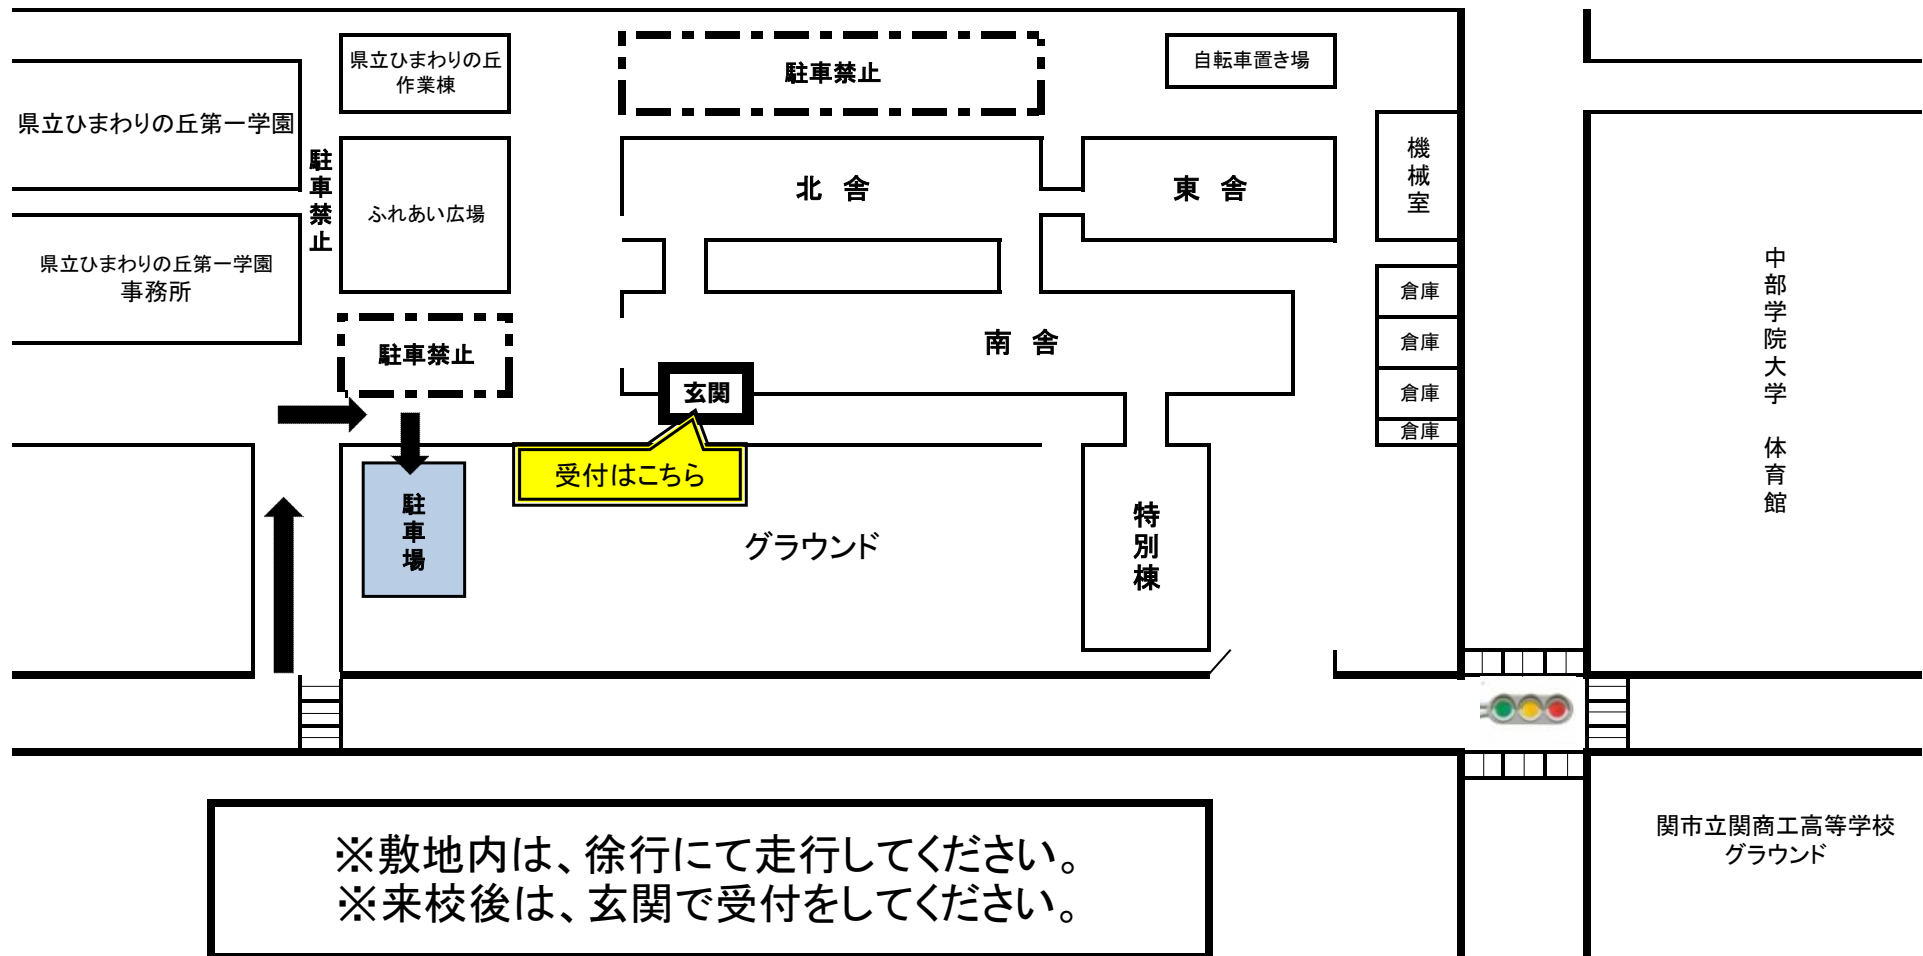 県立ひまわりの丘
作業棟
駐車禁止
自転車置き場
県立ひまわりの丘第一学園
駐車禁止
ふれあい広場
北 舎
東 舎
機械室
県立ひまわりの丘第一学園
事務所
駐車禁止
南 舎
玄関
受付はこちら
倉庫
倉庫
倉庫
倉庫
中部学院大学 体育館
駐車場
グラウンド
特別棟
関市立関商工高等学校
グラウンド
※敷地内は、徐行にて走行してください。
※来校後は、玄関で受付をしてください。